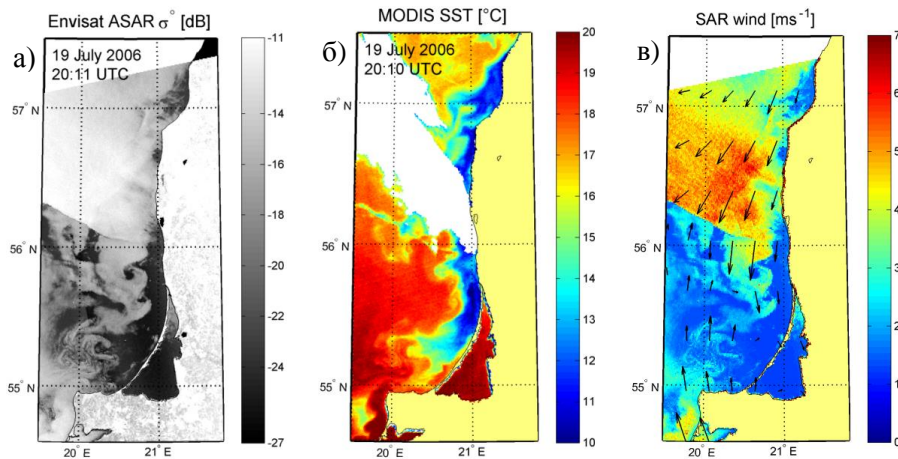 Envisat ASAR σ° [dB]
а)
19 July 2006
20:11 UTC
57° N
56° N
55° N
20° E
21° E
-11
-14
-16
-18
-19
-21
-22
-24
-27
MODIS SST [°C]
б)
19 July 2006
20:10 UTC
57° N
56° N
55° N
20° E
21° E
20
19
18
17
16
15
14
13
12
11
10
SAR wind [ms⁻¹]
в)
57° N
56° N
55° N
20° E
21° E
7
6
5
4
3
2
1
0